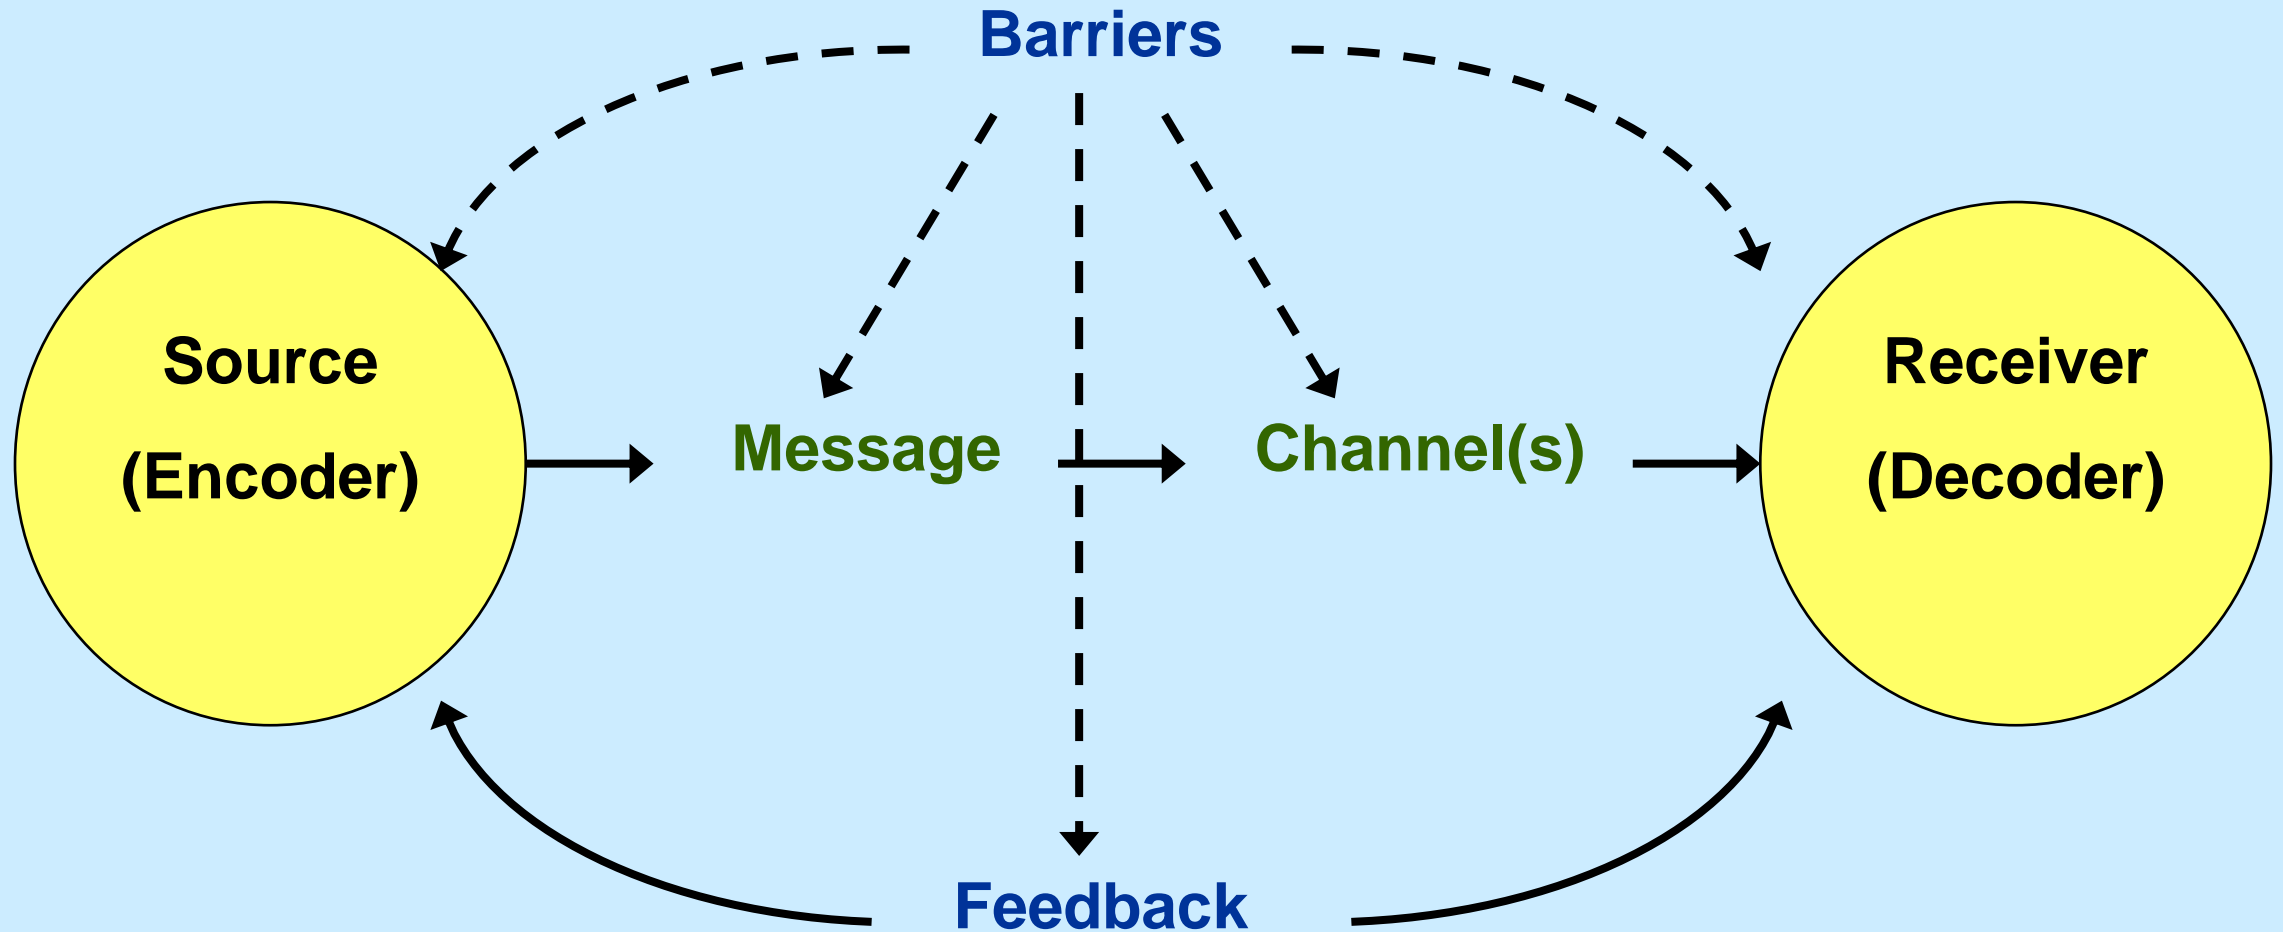 Barriers
Source
(Encoder)
Message
Channel(s)
Receiver
(Decoder)
Feedback